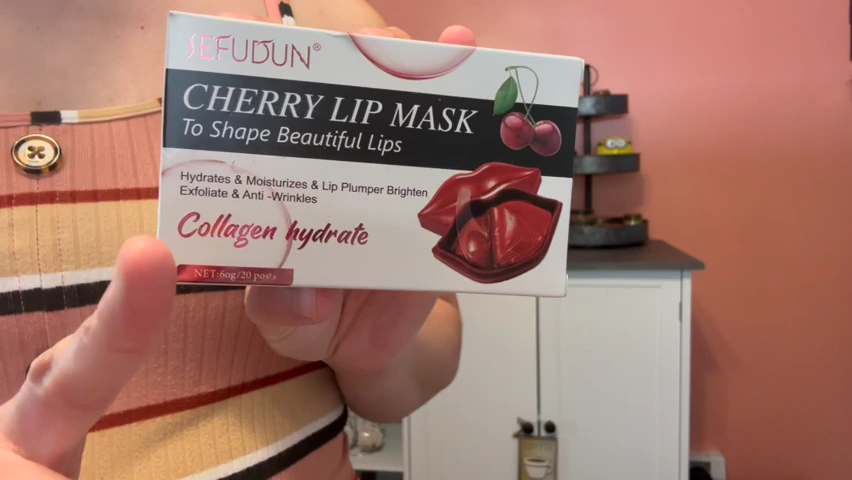 SEFUDUN®
CHERRY LIP MASK
To Shape Beautiful Lips
Hydrates & Moisturizes & Lip Plumper Brighten
Exfoliate & Anti -Wrinkles
Collagen hydrate
NET:60g/20 posts